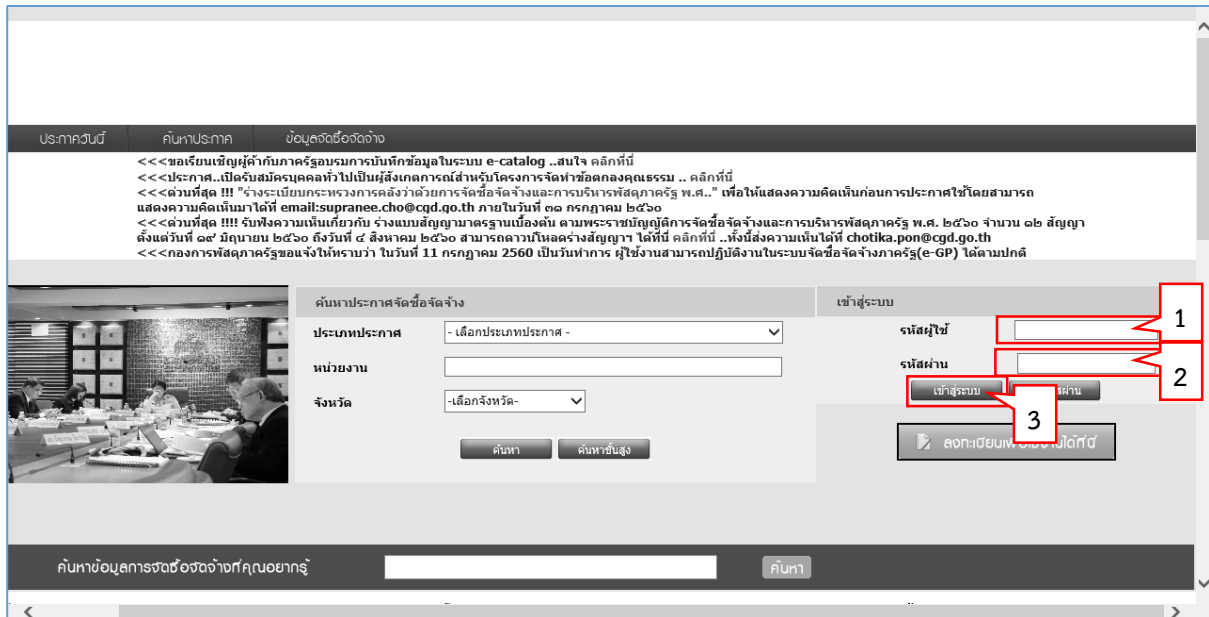 ประกาศวันนี้ ค้นหาประกาศ ข้อมูลจัดซื้อจัดจ้าง
<<<ขอเรียนเชิญผู้ค้ากับภาครัฐอบรมการบันทึกข้อมูลในระบบ e-catalog ..สนใจ คลิกที่นี่
<<<ประกาศ..เปิดรับสมัครบุคคลทั่วไปเป็นผู้สังเกตการณ์สำหรับโครงการจัดทำข้อตกลงคุณธรรม .. คลิกที่นี่
<<<ด่วนที่สุด !!! "ร่างระเบียบกระทรวงการคลังว่าด้วยการจัดซื้อจัดจ้างและการบริหารพัสดุภาครัฐ พ.ศ.." เพื่อให้แสดงความคิดเห็นก่อนการประกาศใช้โดยสามารถ
แสดงความคิดเห็นมาได้ที่ email:supranee.cho@cgd.go.th ภายในวันที่ ๓๑ กรกฎาคม ๒๕๖๐
<<<ด่วนที่สุด !!!! รับฟังความเห็นเกี่ยวกับ ร่างแบบสัญญามาตรฐานเบื้องต้น ตามพระราชบัญญัติการจัดซื้อจัดจ้างและการบริหารพัสดุภาครัฐ พ.ศ. ๒๕๖๐ จำนวน ๑๒ สัญญา
ตั้งแต่วันที่ ๑๙ มิถุนายน ๒๕๖๐ ถึงวันที่ ๔ สิงหาคม ๒๕๖๐ สามารถดาวน์โหลดร่างสัญญาฯ ได้ที่นี่ คลิกที่นี่ ..ทั้งนี้ส่งความเห็นได้ที่ chotika.pon@cgd.go.th
<<<กองการพัสดุภาครัฐขอแจ้งให้ทราบว่า ในวันที่ 11 กรกฎาคม 2560 เป็นวันทำการ ผู้ใช้งานสามารถปฏิบัติงานในระบบจัดซื้อจัดจ้างภาครัฐ(e-GP) ได้ตามปกติ
ค้นหาประกาศจัดซื้อจัดจ้าง
ประเภทประกาศ - เลือกประเภทประกาศ -
หน่วยงาน
จังหวัด -เลือกจังหวัด-
ค้นหา ค้นหาขั้นสูง
เข้าสู่ระบบ
รหัสผู้ใช้ 1
รหัสผ่าน 2
เข้าสู่ระบบ 3
ค้นหาข้อมูลการจัดซื้อจัดจ้างที่คุณอยากรู้ ค้นหา